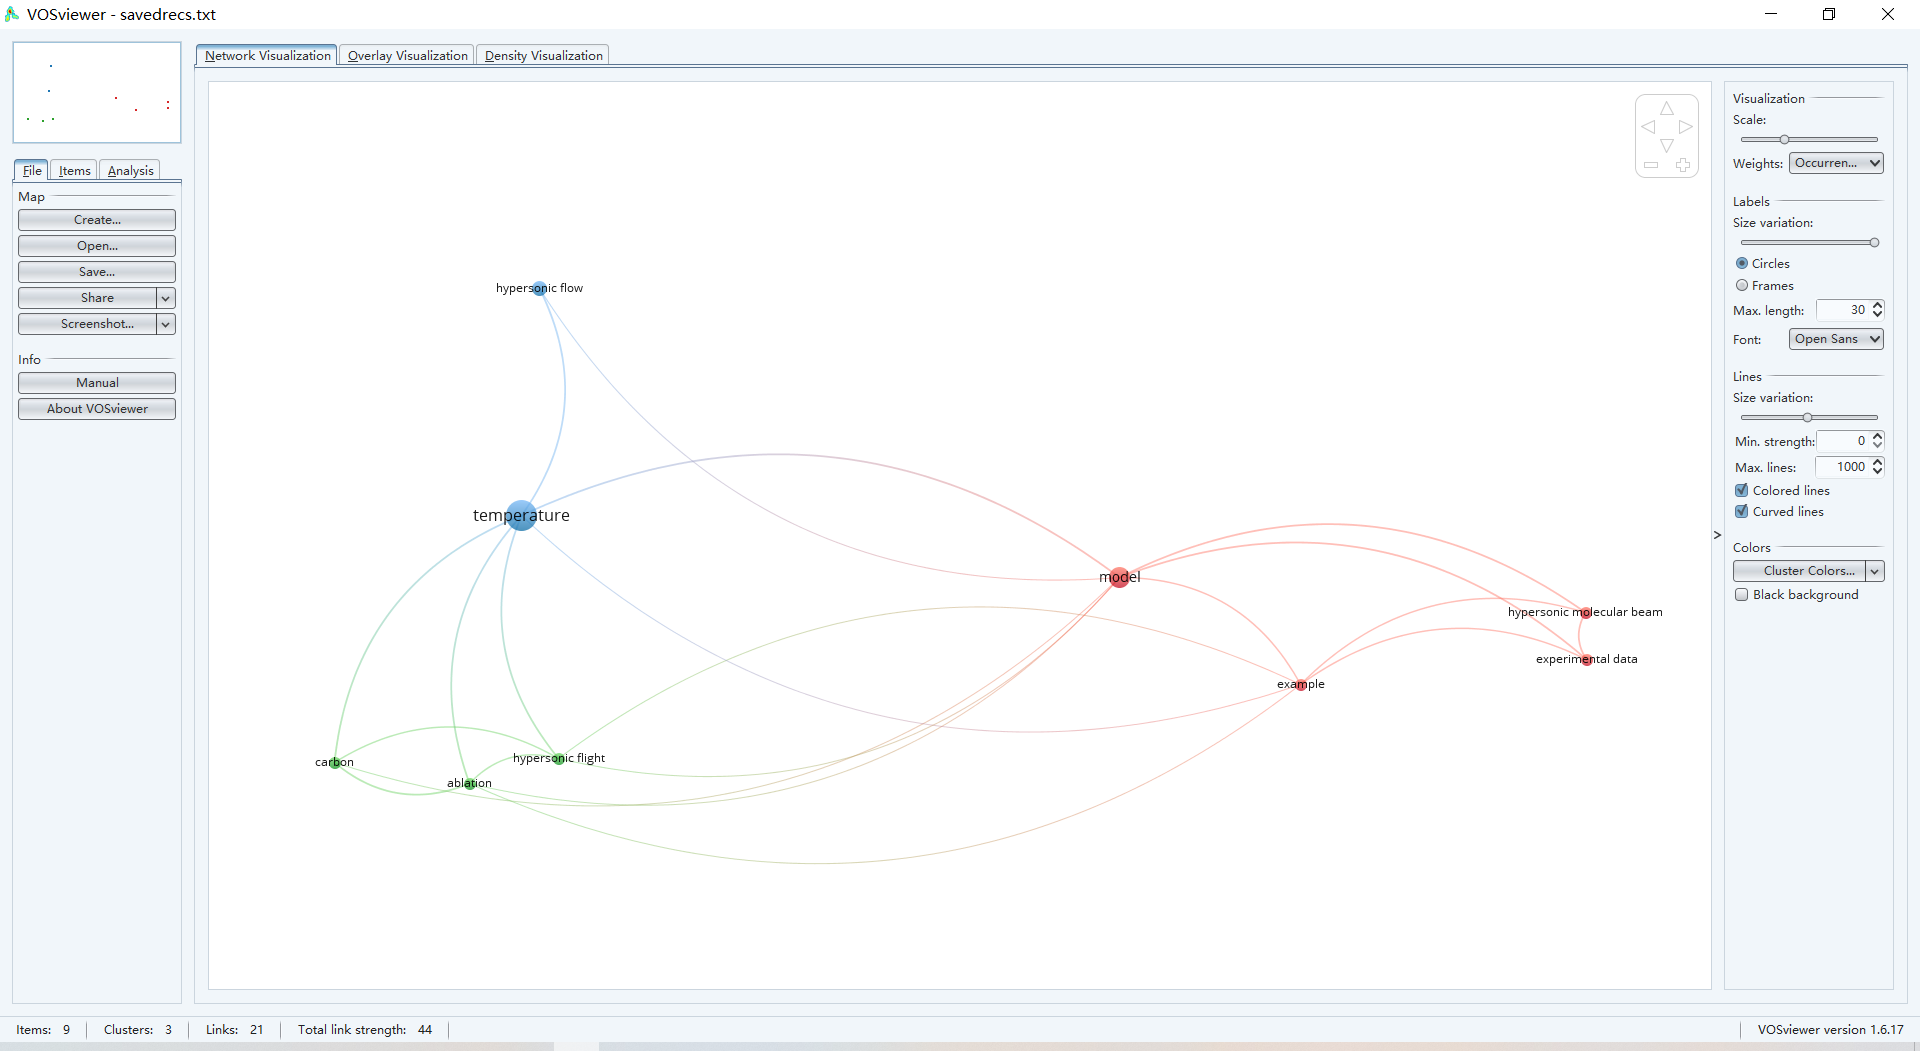 VOSviewer - savedrecs.txt
Network Visualization
Overlay Visualization
Density Visualization
File
Items
Analysis
Map
Create...
Open...
Save...
Share
Screenshot...
Info
Manual
About VOSviewer
hypersonic flow
temperature
model
hypersonic molecular beam
experimental data
example
carbon
ablation
hypersonic flight
Visualization
Scale:
Weights: Occurren...
Labels
Size variation:
Circles
Frames
Max. length: 30
Font: Open Sans
Lines
Size variation:
Min. strength: 0
Max. lines: 1000
Colored lines
Curved lines
Colors
Cluster Colors...
Black background
Items: 9
Clusters: 3
Links: 21
Total link strength: 44
VOSviewer version 1.6.17